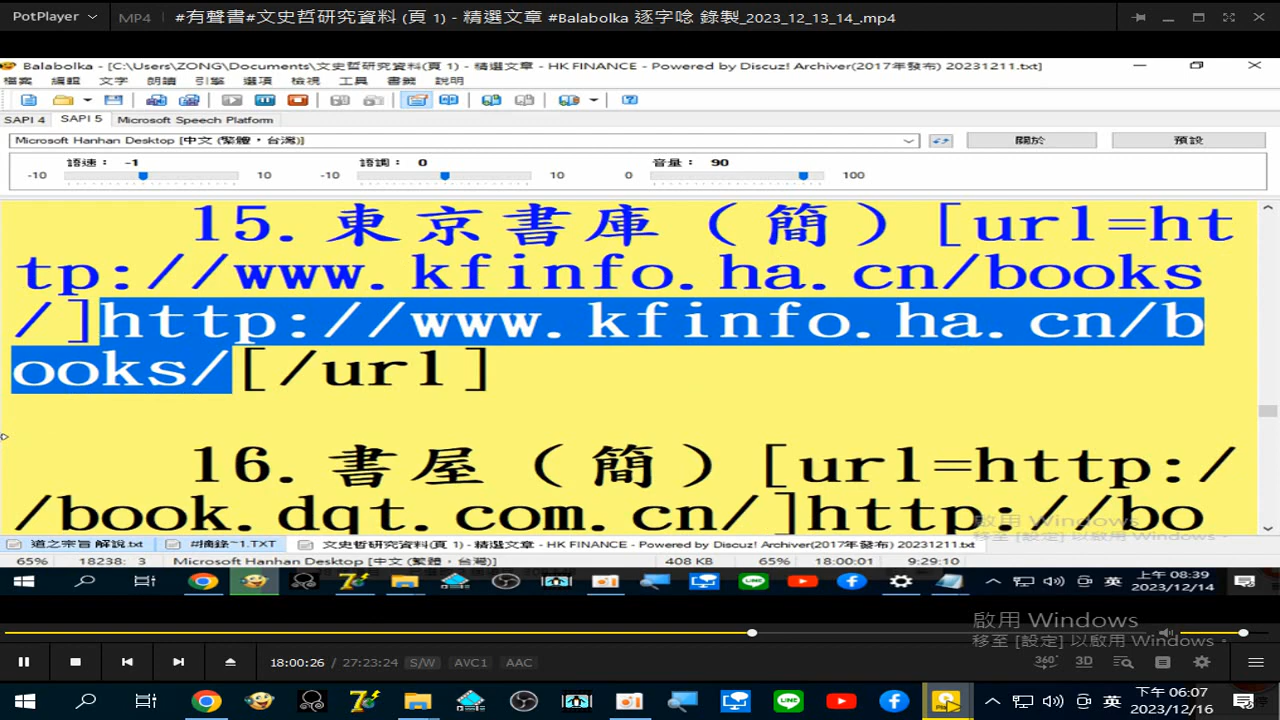 PotPlayer MP4 #有聲書#文史哲研究資料 (頁 1) - 精選文章 #Balabolka 逐字唸 錄製_2023_12_13_14_.mp4
Balabolka - [C:\Users\ZONG\Documents\文史哲研究資料(頁 1) - 精選文章 - HK FINANCE - Powered by Discuz! Archiver(2017年發布) 20231211.txt]
檔案 編輯 文字 朗讀 引擎 選項 檢視 工具 書籤 說明
SAPI 4 SAPI 5 Microsoft Speech Platform
Microsoft Hanhan Desktop [中文 (繁體，台灣)] 關於 預設
語速： -1 語調： 0 音量： 90
-10 10 -10 10 0 100
15. 東京書庫（簡）[url=ht
tp://www.kfinfo.ha.cn/books
/]http://www.kfinfo.ha.cn/b
ooks/[/url]
16. 書屋（簡）[url=http:/
/book.dqt.com.cn/]http://bo
啟用 Windows
移至 [設定] 以啟用 Windows。
道之宗旨 解說.txt #摘錄~1.TXT 文史哲研究資料(頁 1) - 精選文章 - HK FINANCE - Powered by Discuz! Archiver(2017年發布) 20231211.txt
65% 18238: 3 Microsoft Hanhan Desktop [中文 (繁體，台灣)] 408 KB 65% 18:00:01 9:29:10
英 上午 08:39
2023/12/14
啟用 Windows
移至 [設定] 以啟用 Windows。
18:00:26 / 27:23:24 S/W AVC1 AAC 360° 3D
英 下午 06:07
2023/12/16